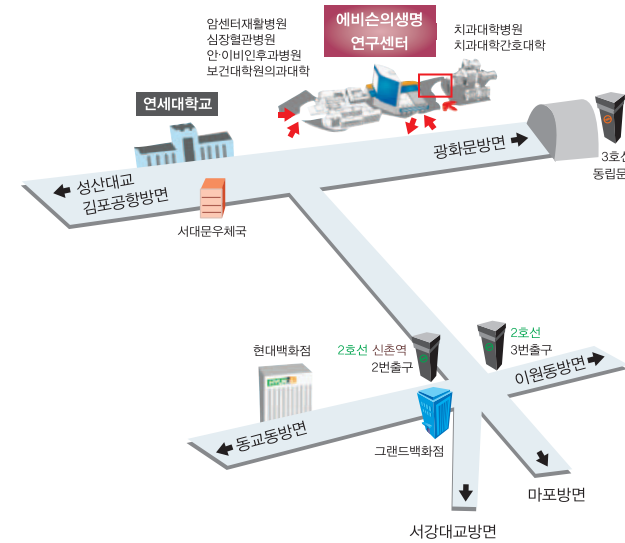 암센터재활병원
심장혈관병원
안·이비인후과병원
보건대학원의과대학
에비슨의생명
연구센터
치과대학병원
치과대학간호대학
연세대학교
광화문방면
3호선
동립문
성산대교
김포공항방면
서대문우체국
2호선 신촌역
2번출구
2호선
3번출구
현대백화점
이원동방면
동교동방면
그랜드백화점
마포방면
서강대교방면